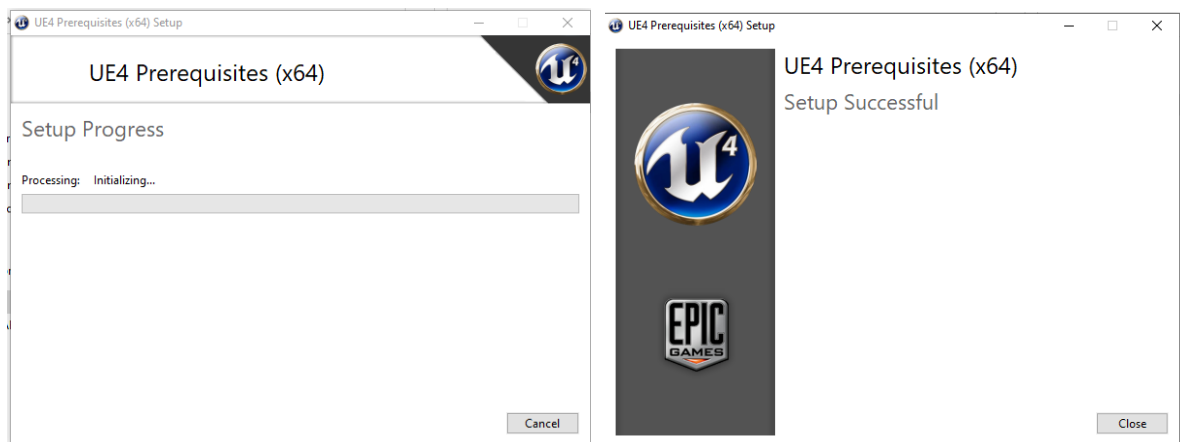 UE4 Prerequisites (x64) Setup
UE4 Prerequisites (x64)
Setup Progress
Processing: Initializing...
Cancel
UE4 Prerequisites (x64) Setup
UE4 Prerequisites (x64)
Setup Successful
4
EPIC
GAMES
Close